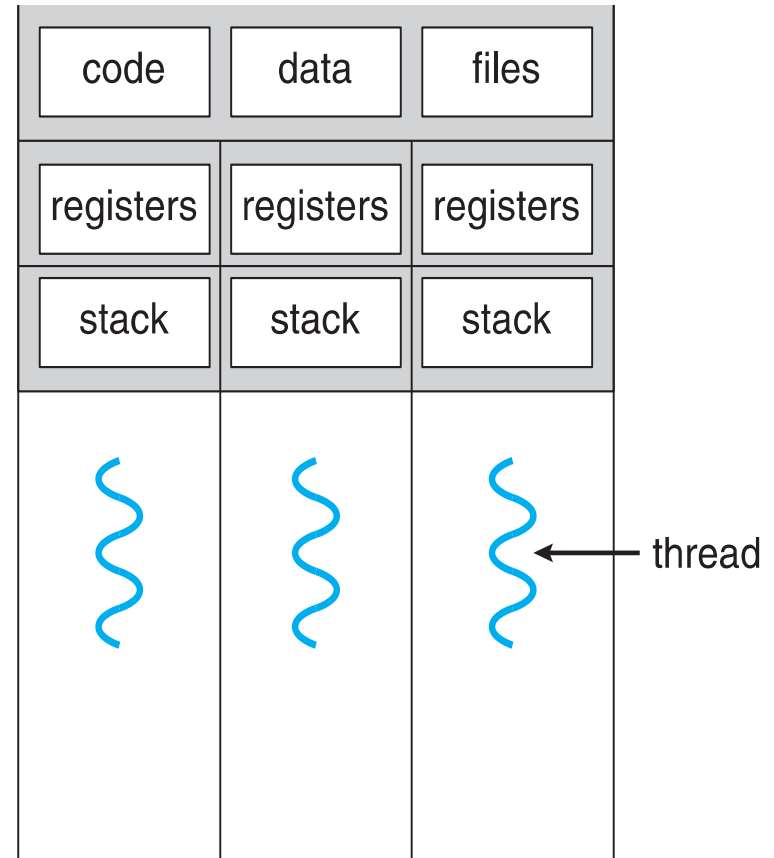 code data files
registers registers registers
stack stack stack
thread